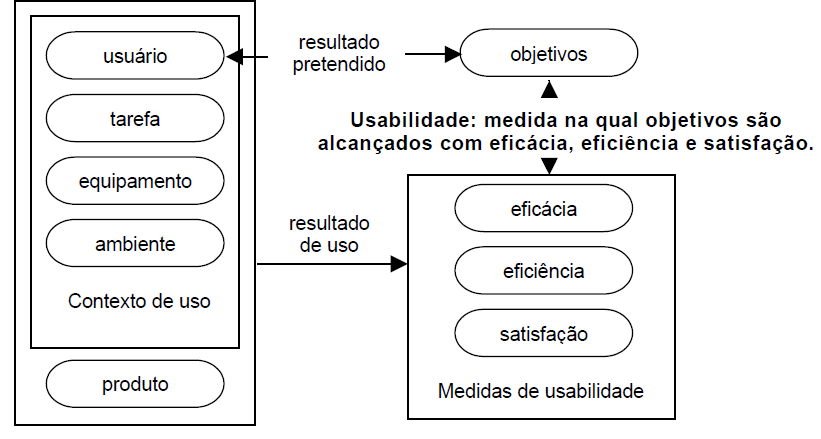 usuário
tarefa
equipamento
ambiente
Contexto de uso
produto
resultado
pretendido
objetivos
Usabilidade: medida na qual objetivos são
alcançados com eficácia, eficiência e satisfação.
resultado
de uso
eficácia
eficiência
satisfação
Medidas de usabilidade